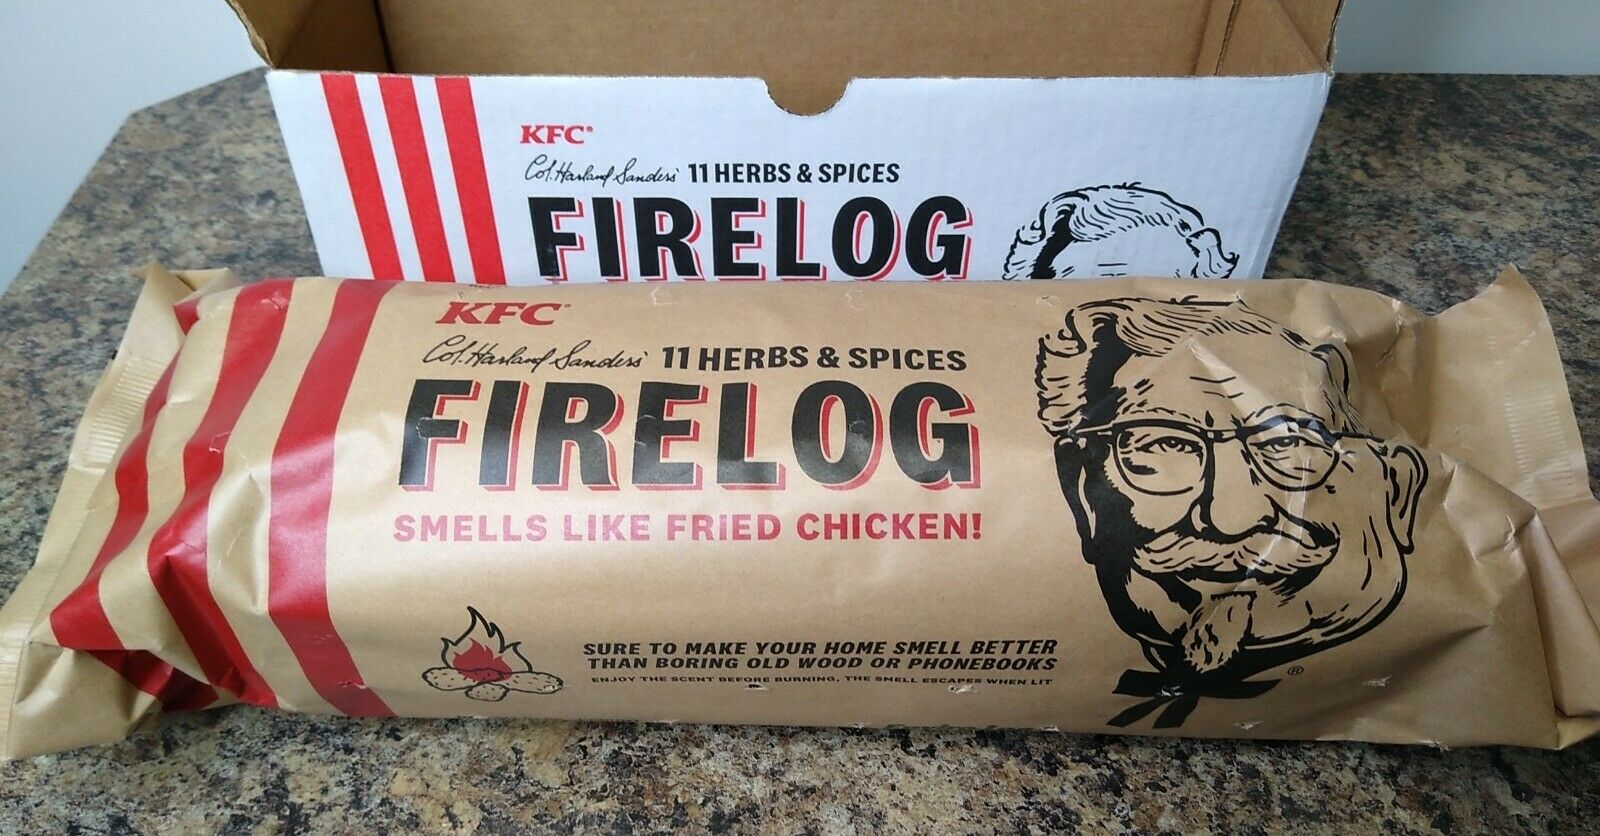 KFC®
Col. Harland Sanders' 11 HERBS & SPICES
FIRELOG
KFC®
Col. Harland Sanders' 11 HERBS & SPICES
FIRELOG
SMELLS LIKE FRIED CHICKEN!
SURE TO MAKE YOUR HOME SMELL BETTER
THAN BORING OLD WOOD OR PHONEBOOKS
ENJOY THE SCENT BEFORE BURNING, THE SMELL ESCAPES WHEN LIT
®